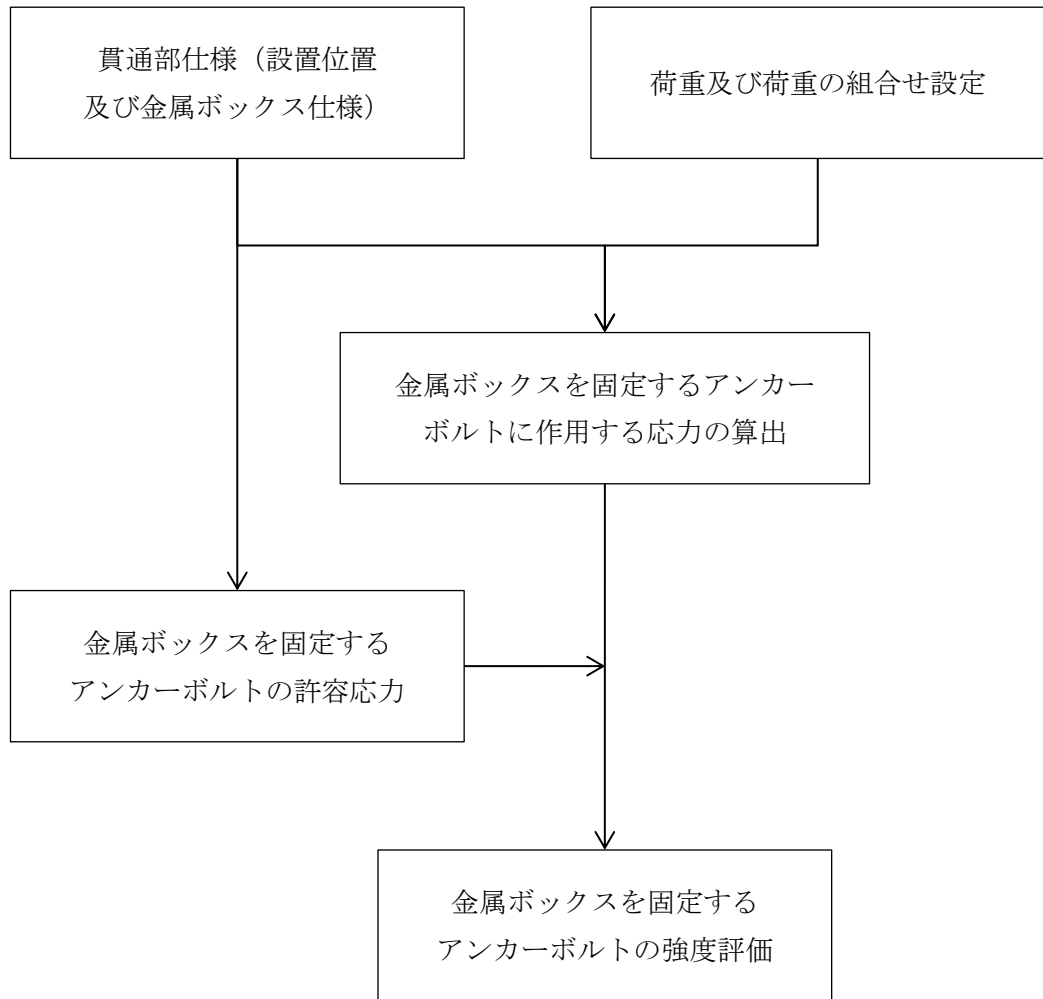 貫通部仕様（設置位置
及び金属ボックス仕様）
荷重及び荷重の組合せ設定
金属ボックスを固定するアンカー
ボルトに作用する応力の算出
金属ボックスを固定する
アンカーボルトの許容応力
金属ボックスを固定する
アンカーボルトの強度評価